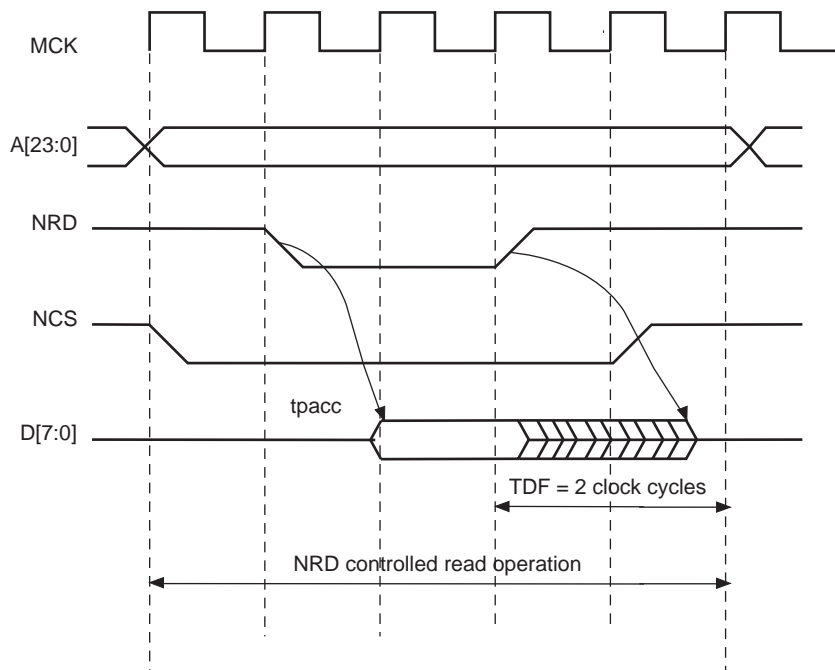 MCK
A[23:0]
NRD
NCS
tpacc
D[7:0]
TDF = 2 clock cycles
NRD controlled read operation